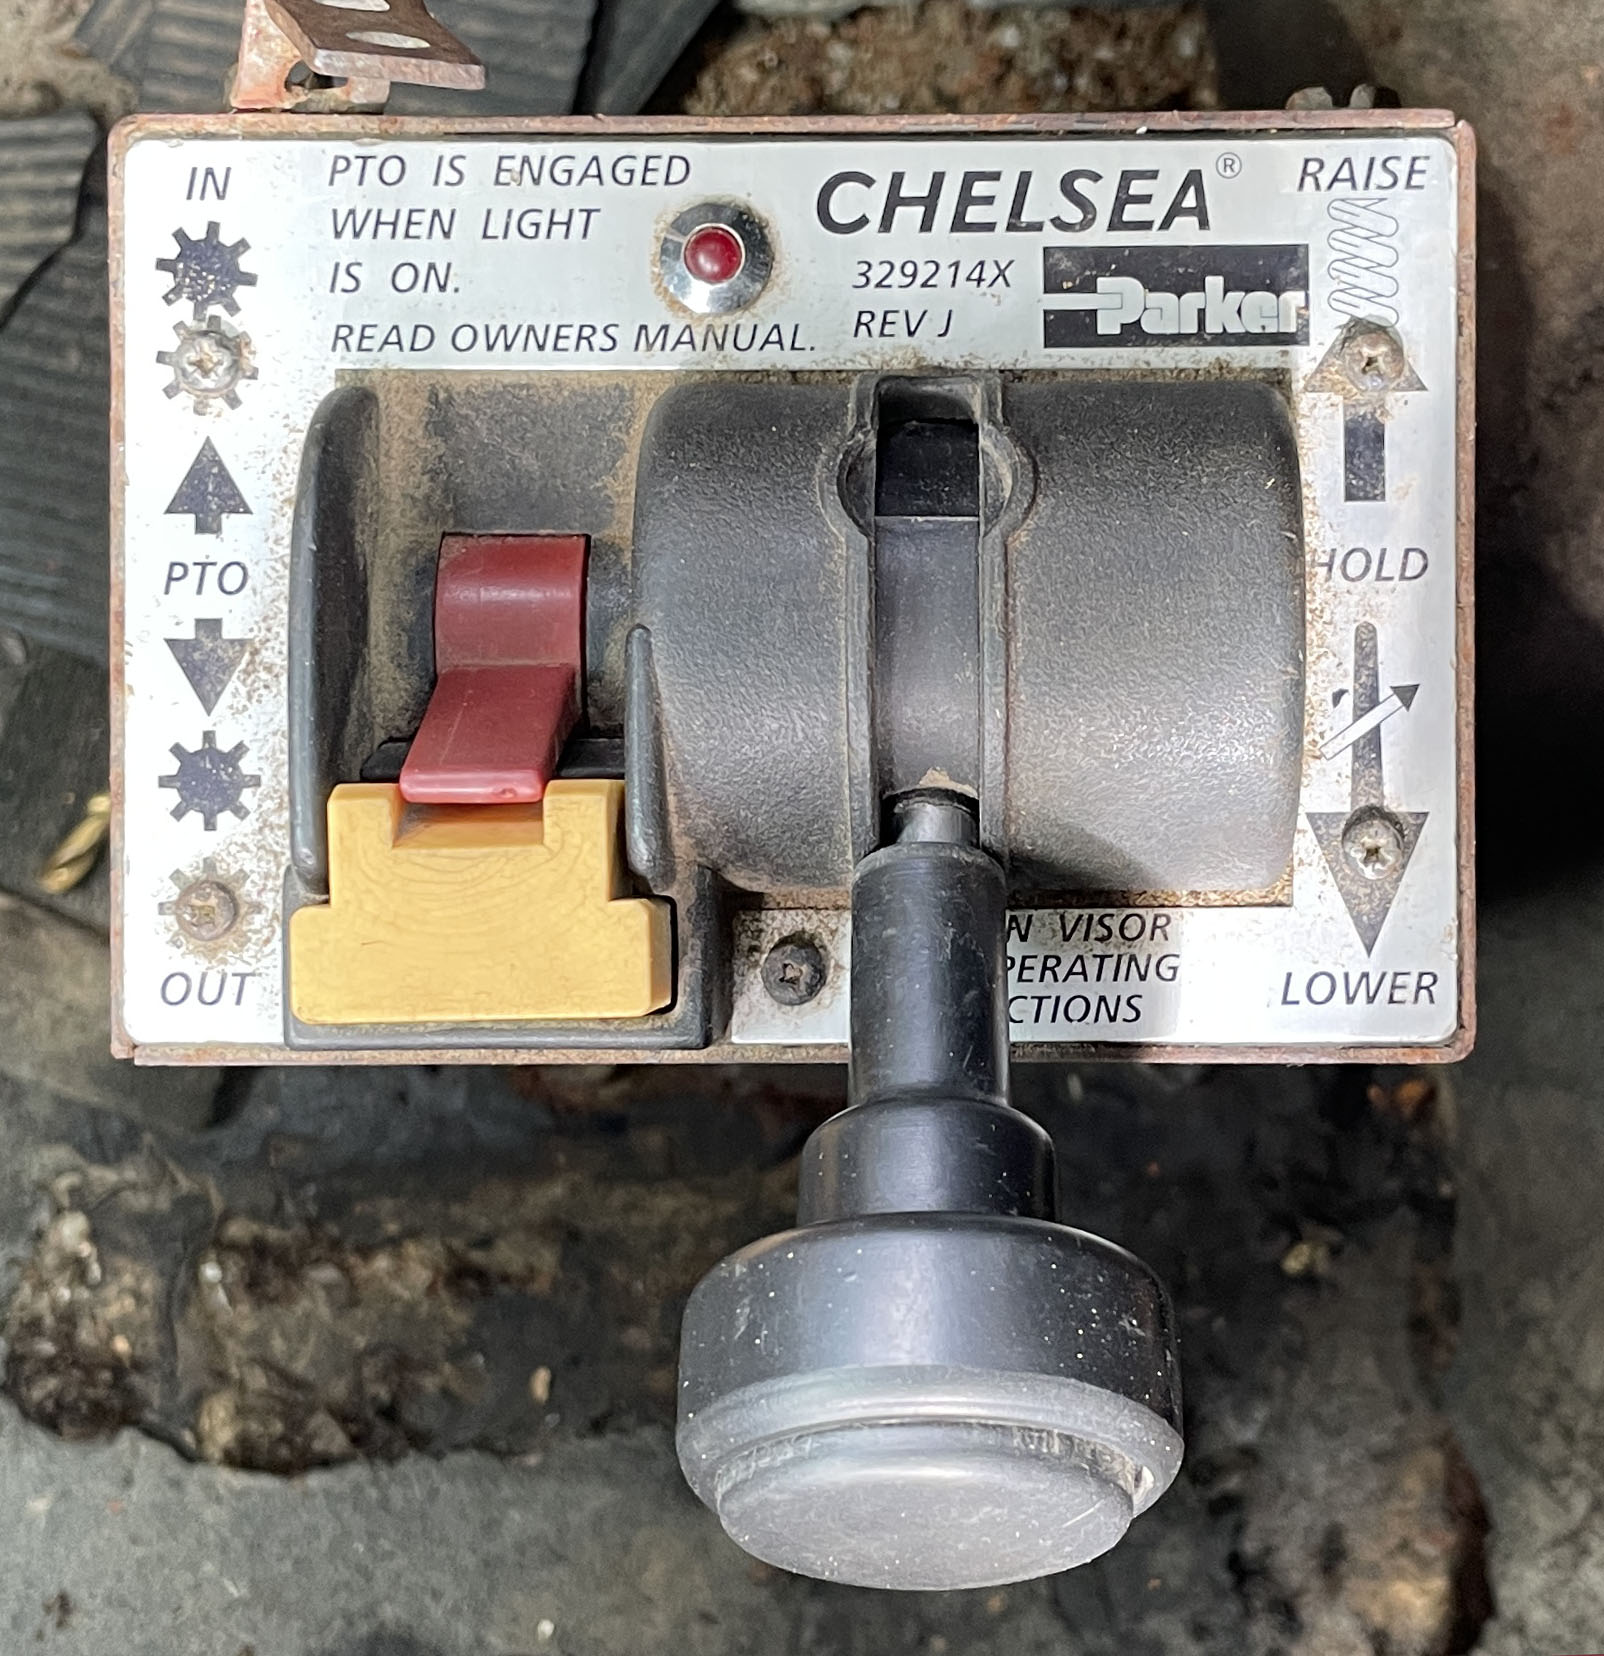 IN
PTO IS ENGAGED
WHEN LIGHT
IS ON.
READ OWNERS MANUAL.
CHELSEA®
329214X
REV J
Parker
RAISE
PTO
HOLD
OUT
VISOR
LOWER